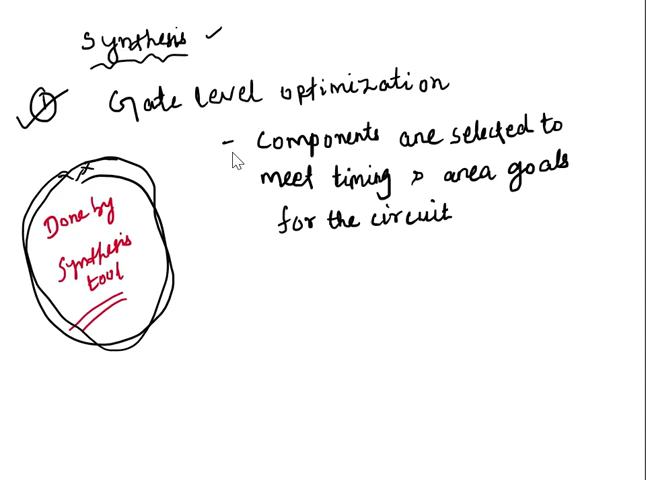 Synthesis ✓
① Gate level optimization
- Components are selected to
meet timing & area goals
for the circuit
Done by
Synthesis
tool